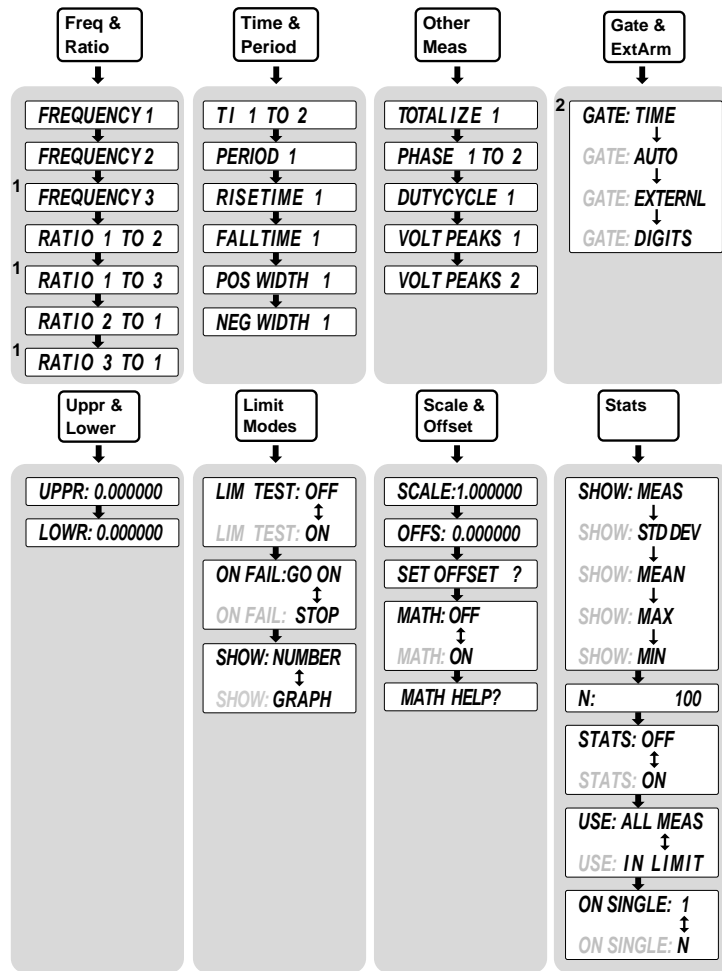 Freq &
Ratio
FREQUENCY 1
FREQUENCY 2
1
FREQUENCY 3
RATIO 1 TO 2
1
RATIO 1 TO 3
RATIO 2 TO 1
1
RATIO 3 TO 1
Time &
Period
TI 1 TO 2
PERIOD 1
RISETIME 1
FALLTIME 1
POS WIDTH 1
NEG WIDTH 1
Other
Meas
TOTALIZE 1
PHASE 1 TO 2
DUTYCYCLE 1
VOLT PEAKS 1
VOLT PEAKS 2
Gate &
ExtArm
2
GATE: TIME
GATE: AUTO
GATE: EXTERNL
GATE: DIGITS
Uppr &
Lower
UPPR: 0.000000
LOWR: 0.000000
Limit
Modes
LIM TEST: OFF
LIM TEST: ON
ON FAIL:GO ON
ON FAIL: STOP
SHOW: NUMBER
SHOW: GRAPH
Scale &
Offset
SCALE:1.000000
OFFS: 0.000000
SET OFFSET ?
MATH: OFF
MATH: ON
MATH HELP?
Stats
SHOW: MEAS
SHOW: STD DEV
SHOW: MEAN
SHOW: MAX
SHOW: MIN
N: 100
STATS: OFF
STATS: ON
USE: ALL MEAS
USE: IN LIMIT
ON SINGLE: 1
ON SINGLE: N